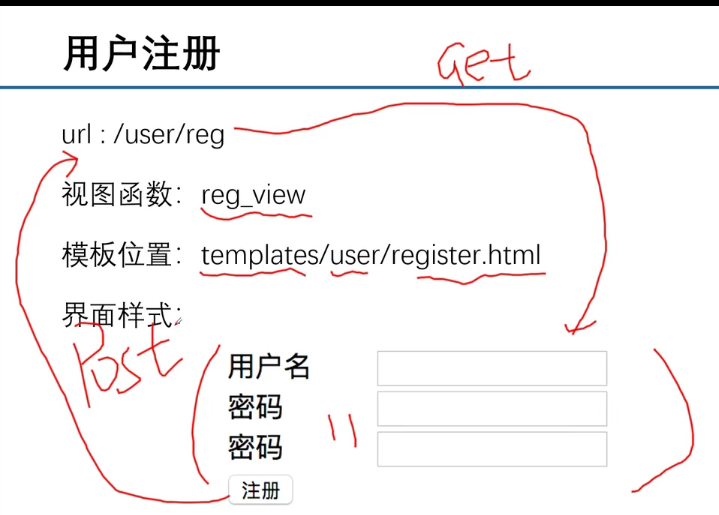 用户注册
Get
url : /user/reg
视图函数：reg_view
模板位置：templates/user/register.html
界面样式：
Post
用户名
密码
密码
注册